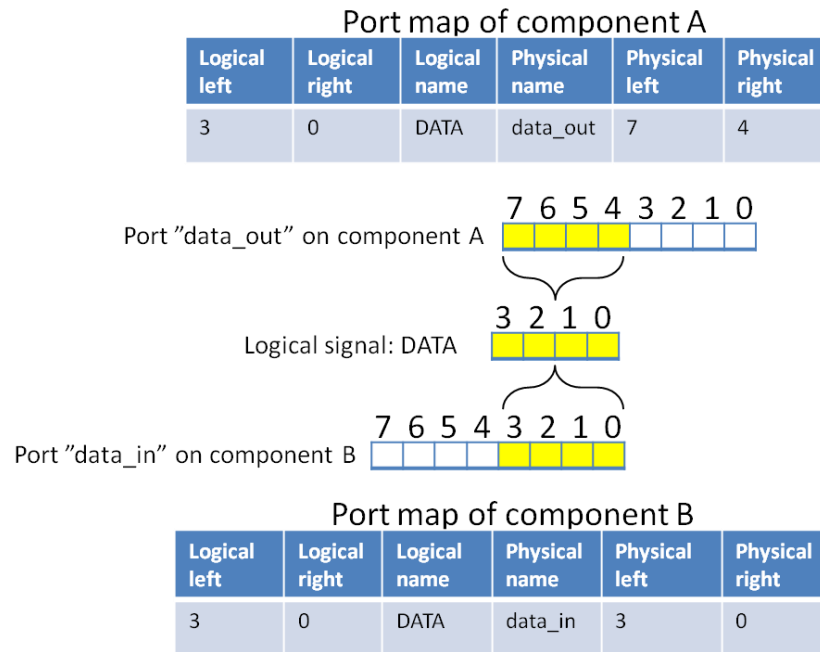 Port map of component A
Logical left Logical right Logical name Physical name Physical left Physical right
3 0 DATA data_out 7 4
7 6 5 4 3 2 1 0
Port ”data_out” on component A
3 2 1 0
Logical signal: DATA
7 6 5 4 3 2 1 0
Port ”data_in” on component B
Port map of component B
Logical left Logical right Logical name Physical name Physical left Physical right
3 0 DATA data_in 3 0